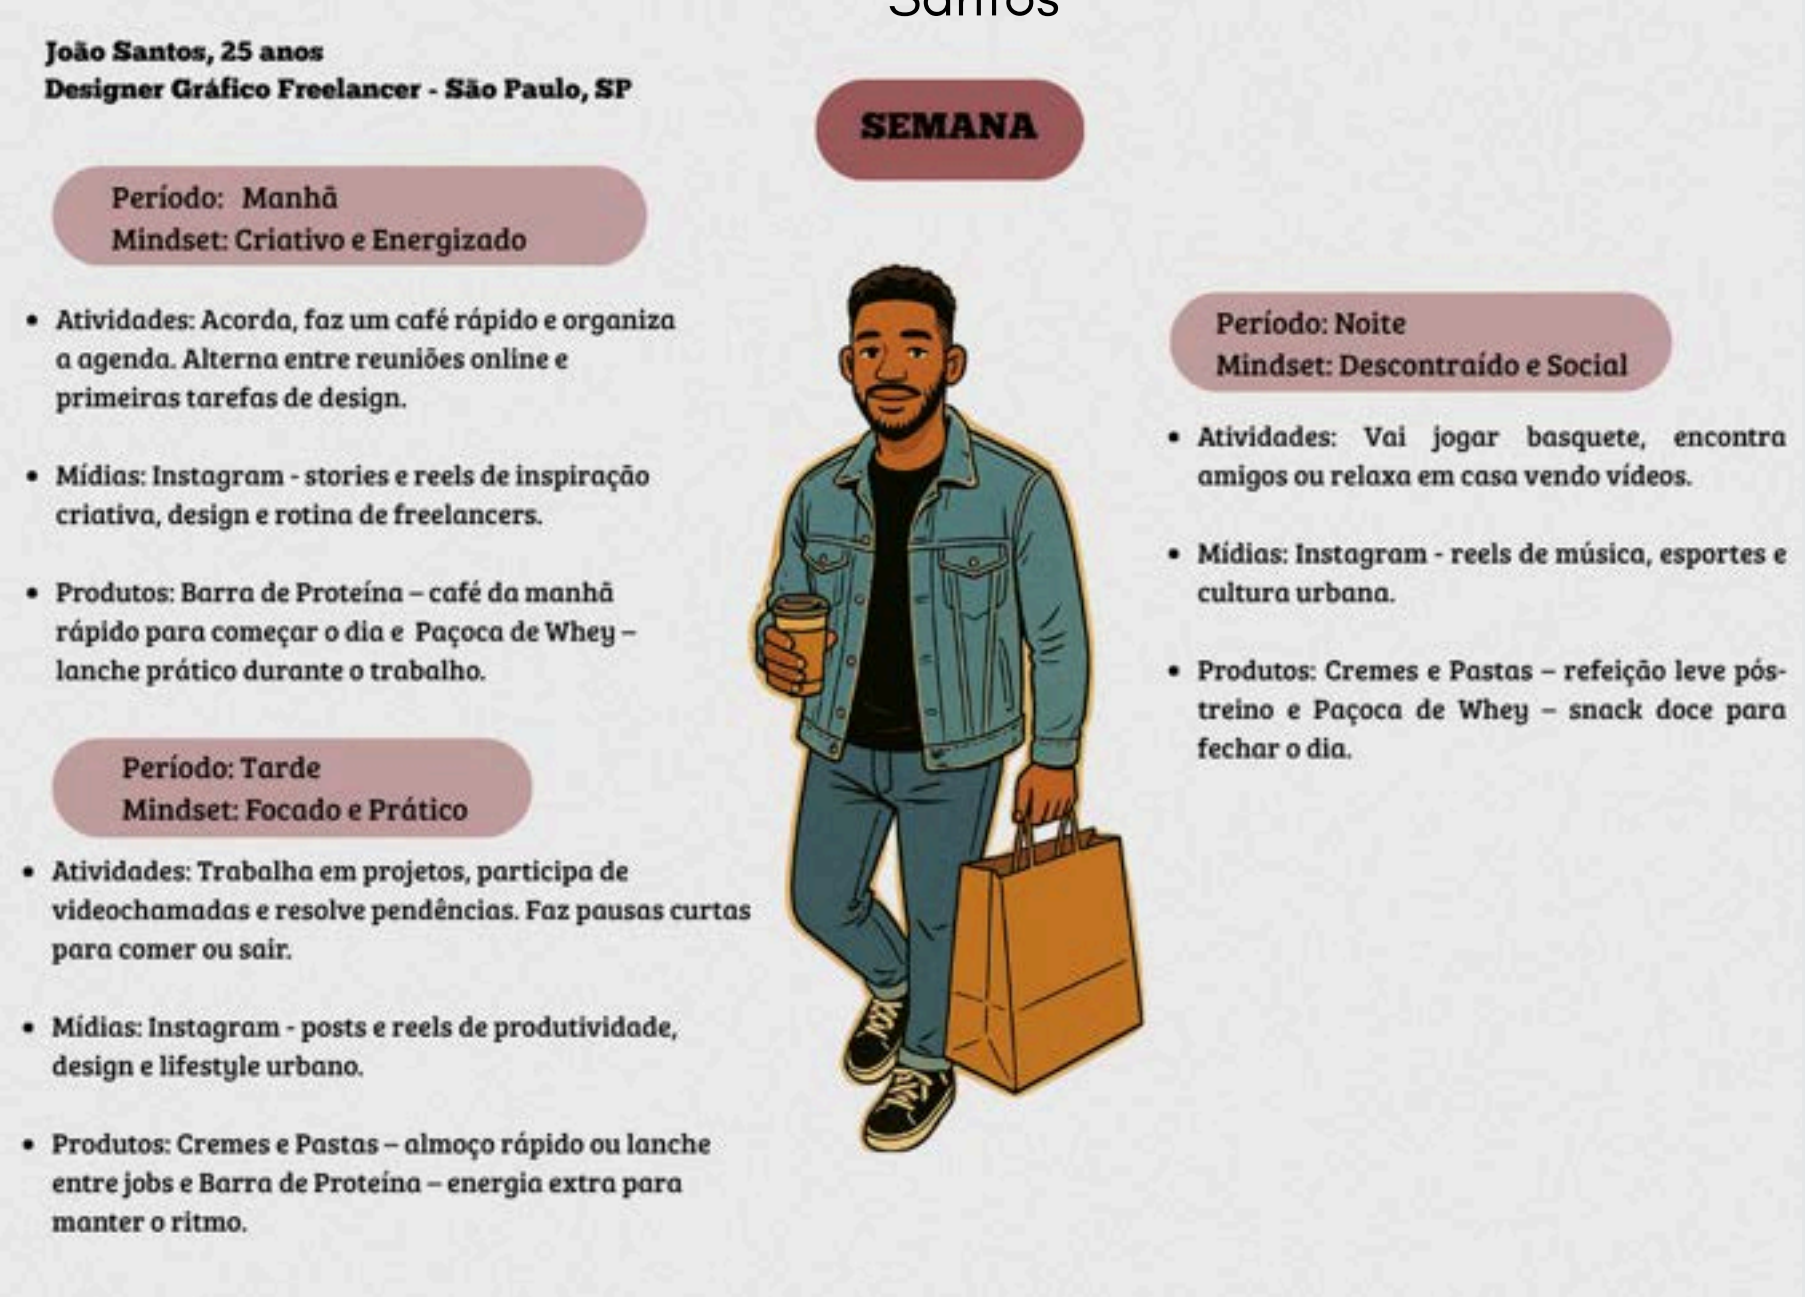 Santos
João Santos, 25 anos
Designer Gráfico Freelancer - São Paulo, SP
SEMANA
Período: Manhã
Mindset: Criativo e Energizado
• Atividades: Acorda, faz um café rápido e organiza
a agenda. Alterna entre reuniões online e
primeiras tarefas de design.
• Mídias: Instagram - stories e reels de inspiração
criativa, design e rotina de freelancers.
• Produtos: Barra de Proteína – café da manhã
rápido para começar o dia e Paçoca de Whey –
lanche prático durante o trabalho.
Período: Tarde
Mindset: Focado e Prático
• Atividades: Trabalha em projetos, participa de
videochamadas e resolve pendências. Faz pausas curtas
para comer ou sair.
• Mídias: Instagram - posts e reels de produtividade,
design e lifestyle urbano.
• Produtos: Cremes e Pastas – almoço rápido ou lanche
entre jobs e Barra de Proteína – energia extra para
manter o ritmo.
Período: Noite
Mindset: Descontraído e Social
• Atividades: Vai jogar basquete, encontra
amigos ou relaxa em casa vendo vídeos.
• Mídias: Instagram - reels de música, esportes e
cultura urbana.
• Produtos: Cremes e Pastas – refeição leve pós-
treino e Paçoca de Whey – snack doce para
fechar o dia.